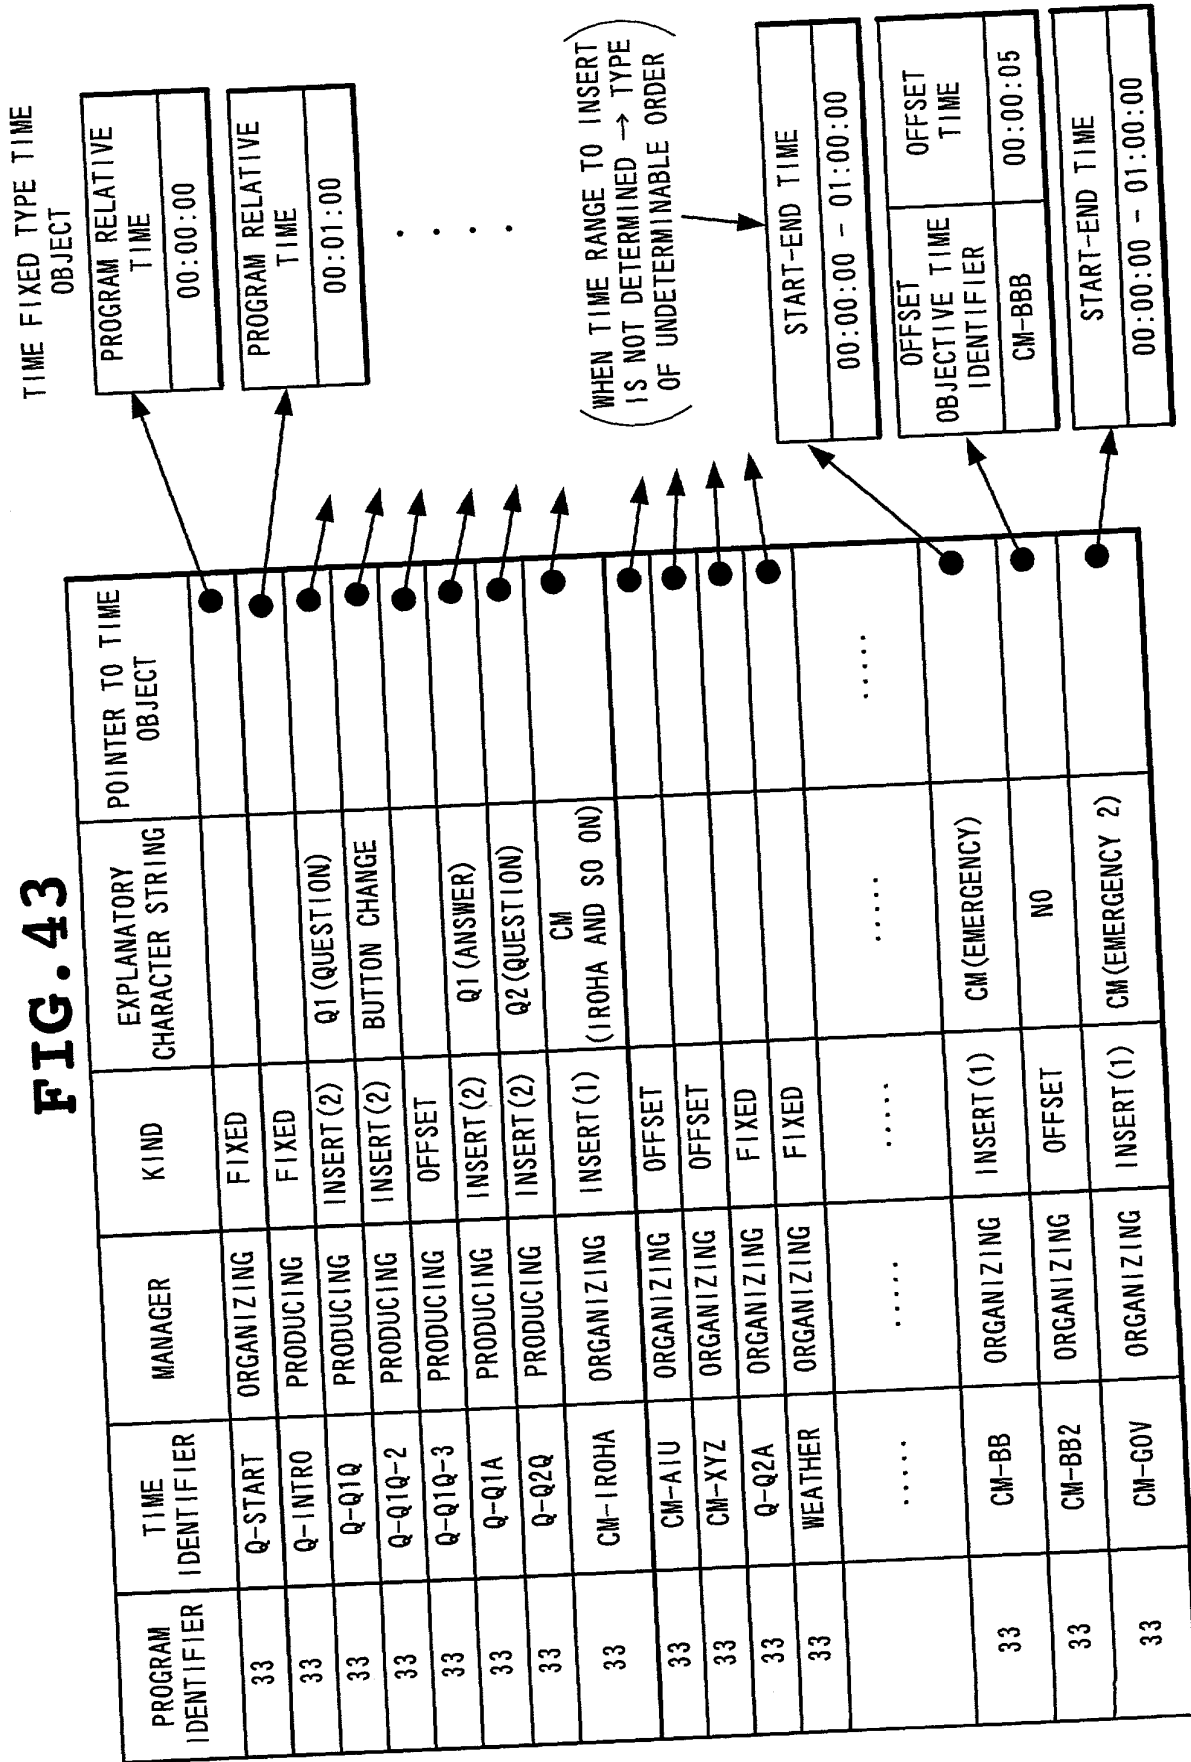 FIG.43
PROGRAM IDENTIFIER TIME IDENTIFIER MANAGER KIND EXPLANATORY CHARACTER STRING POINTER TO TIME OBJECT
33 Q-START ORGANIZING FIXED
33 Q-INTRO PRODUCING FIXED
33 Q-Q1Q PRODUCING INSERT(2) Q1(QUESTION)
33 Q-Q1Q-2 PRODUCING INSERT(2) BUTTON CHANGE
33 Q-Q1Q-3 PRODUCING OFFSET
33 Q-Q1A PRODUCING INSERT(2) Q1(ANSWER)
33 Q-Q2Q PRODUCING INSERT(2) Q2(QUESTION)
33 CM-IROHA ORGANIZING INSERT(1) CM (IROHA AND SO ON)
33 CM-AIU ORGANIZING OFFSET
33 CM-XYZ ORGANIZING OFFSET
33 Q-Q2A ORGANIZING FIXED
33 WEATHER ORGANIZING FIXED
..... ..... ..... ..... .....
33 CM-BB ORGANIZING INSERT(1) CM(EMERGENCY)
33 CM-BB2 ORGANIZING OFFSET NO
33 CM-GOV ORGANIZING INSERT(1) CM(EMERGENCY 2)
TIME FIXED TYPE TIME
OBJECT
PROGRAM RELATIVE
TIME
00:00:00
PROGRAM RELATIVE
TIME
00:01:00
. . . .
(WHEN TIME RANGE TO INSERT
IS NOT DETERMINED → TYPE
OF UNDETERMINABLE ORDER)
START-END TIME
00:00:00 - 01:00:00
OFFSET OBJECTIVE TIME IDENTIFIER OFFSET TIME
CM-BBB 00:00:05
START-END TIME
00:00:00 - 01:00:00